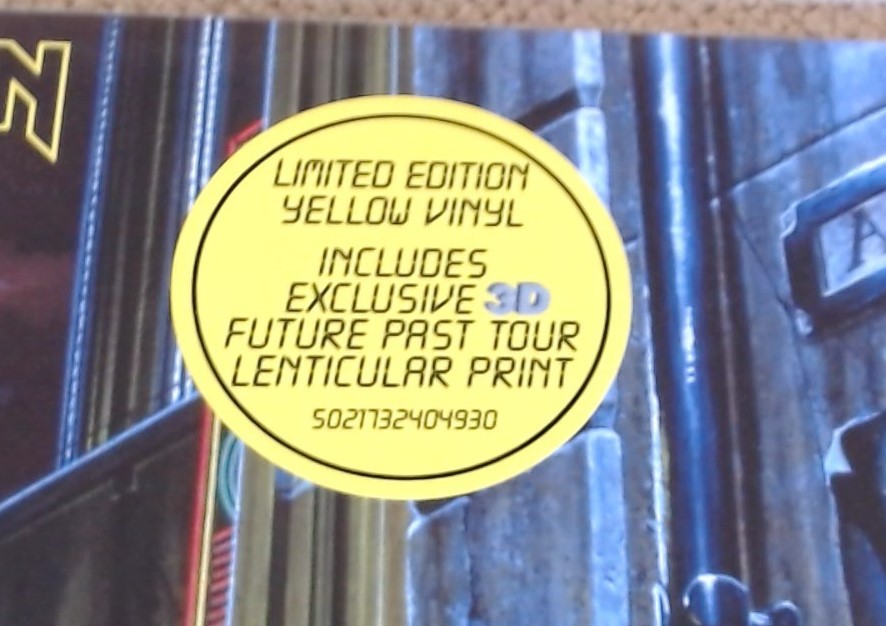 LIMITED EDITION
YELLOW VINYL
INCLUDES
EXCLUSIVE 3D
FUTURE PAST TOUR
LENTICULAR PRINT
5021732404930